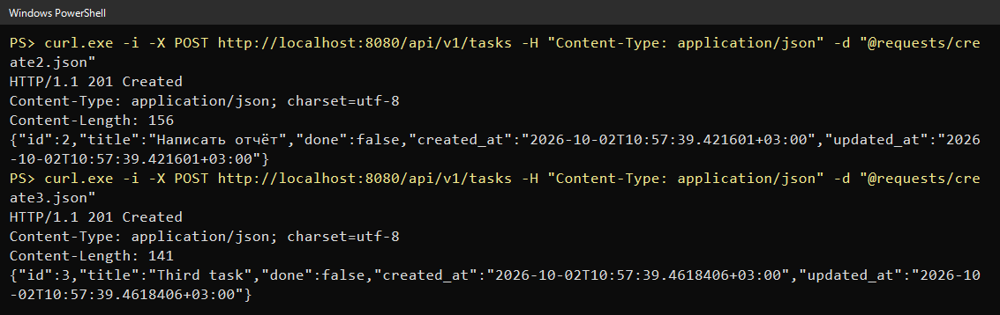 Windows PowerShell
PS> curl.exe -i -X POST http://localhost:8080/api/v1/tasks -H "Content-Type: application/json" -d "@requests/cre
ate2.json"
HTTP/1.1 201 Created
Content-Type: application/json; charset=utf-8
Content-Length: 156
{"id":2,"title":"Написать отчёт","done":false,"created_at":"2026-10-02T10:57:39.421601+03:00","updated_at":"2026
-10-02T10:57:39.421601+03:00"}
PS> curl.exe -i -X POST http://localhost:8080/api/v1/tasks -H "Content-Type: application/json" -d "@requests/cre
ate3.json"
HTTP/1.1 201 Created
Content-Type: application/json; charset=utf-8
Content-Length: 141
{"id":3,"title":"Third task","done":false,"created_at":"2026-10-02T10:57:39.4618406+03:00","updated_at":"2026-10
-02T10:57:39.4618406+03:00"}